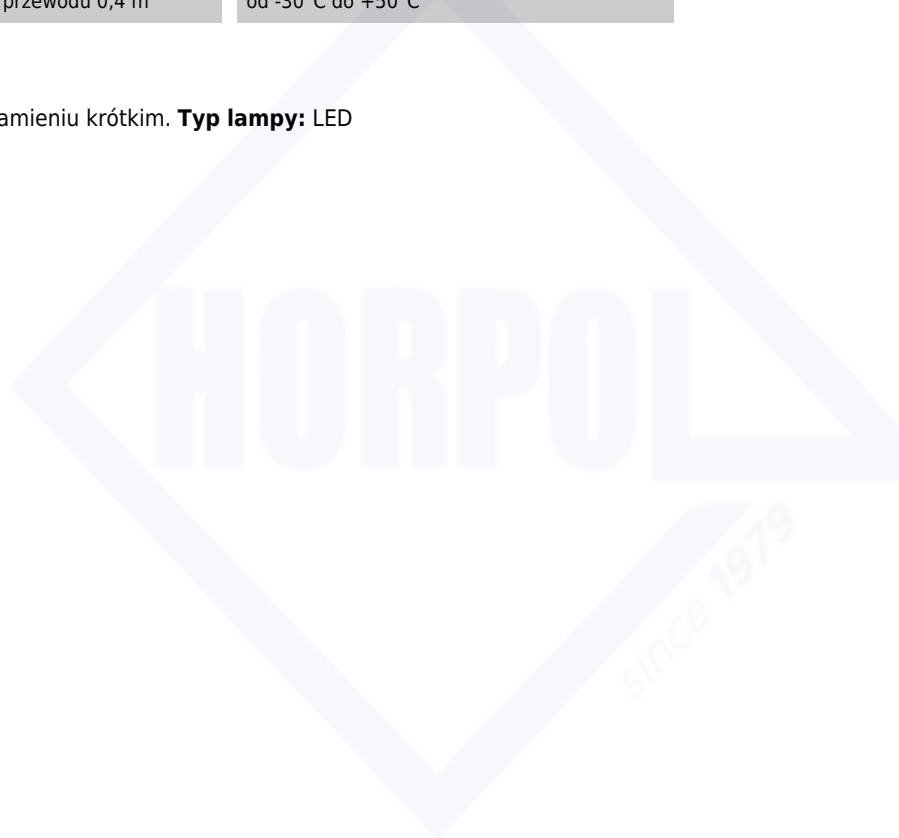 przewodu 0,4 m
od -30°C do +50°C
amieniu krótkim. Typ lampy: LED
HORPOL
since 1979